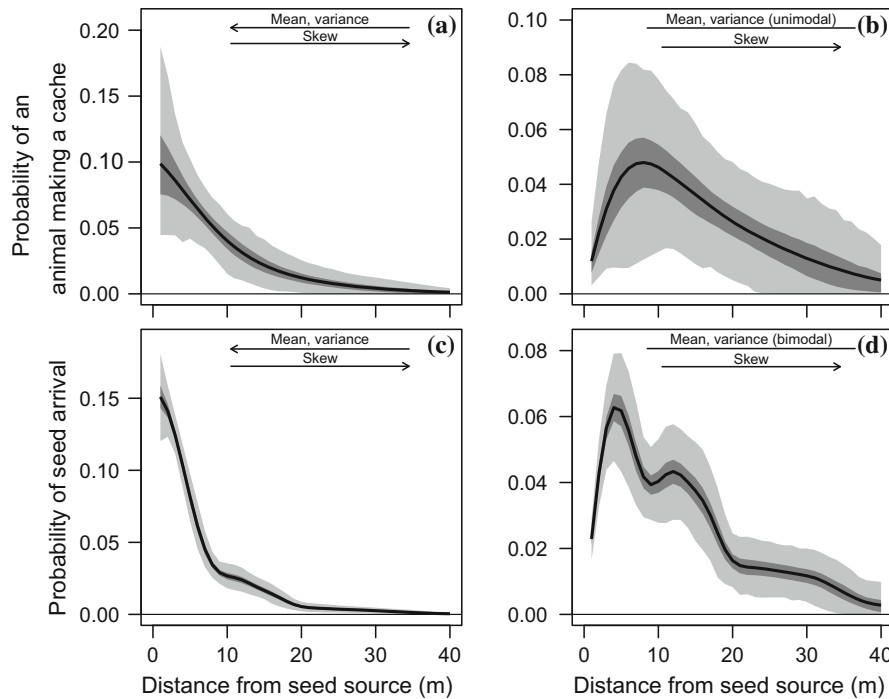 Mean, variance
Skew
(a)
0.20
0.15
0.10
0.05
0.00
Probability of an
animal making a cache
Mean, variance (unimodal)
Skew
(b)
0.10
0.08
0.06
0.04
0.02
0.00
Mean, variance
Skew
(c)
0.15
0.10
0.05
0.00
Probability of seed arrival
0 10 20 30 40
Distance from seed source (m)
Mean, variance (bimodal)
Skew
(d)
0.08
0.06
0.04
0.02
0.00
0 10 20 30 40
Distance from seed source (m)